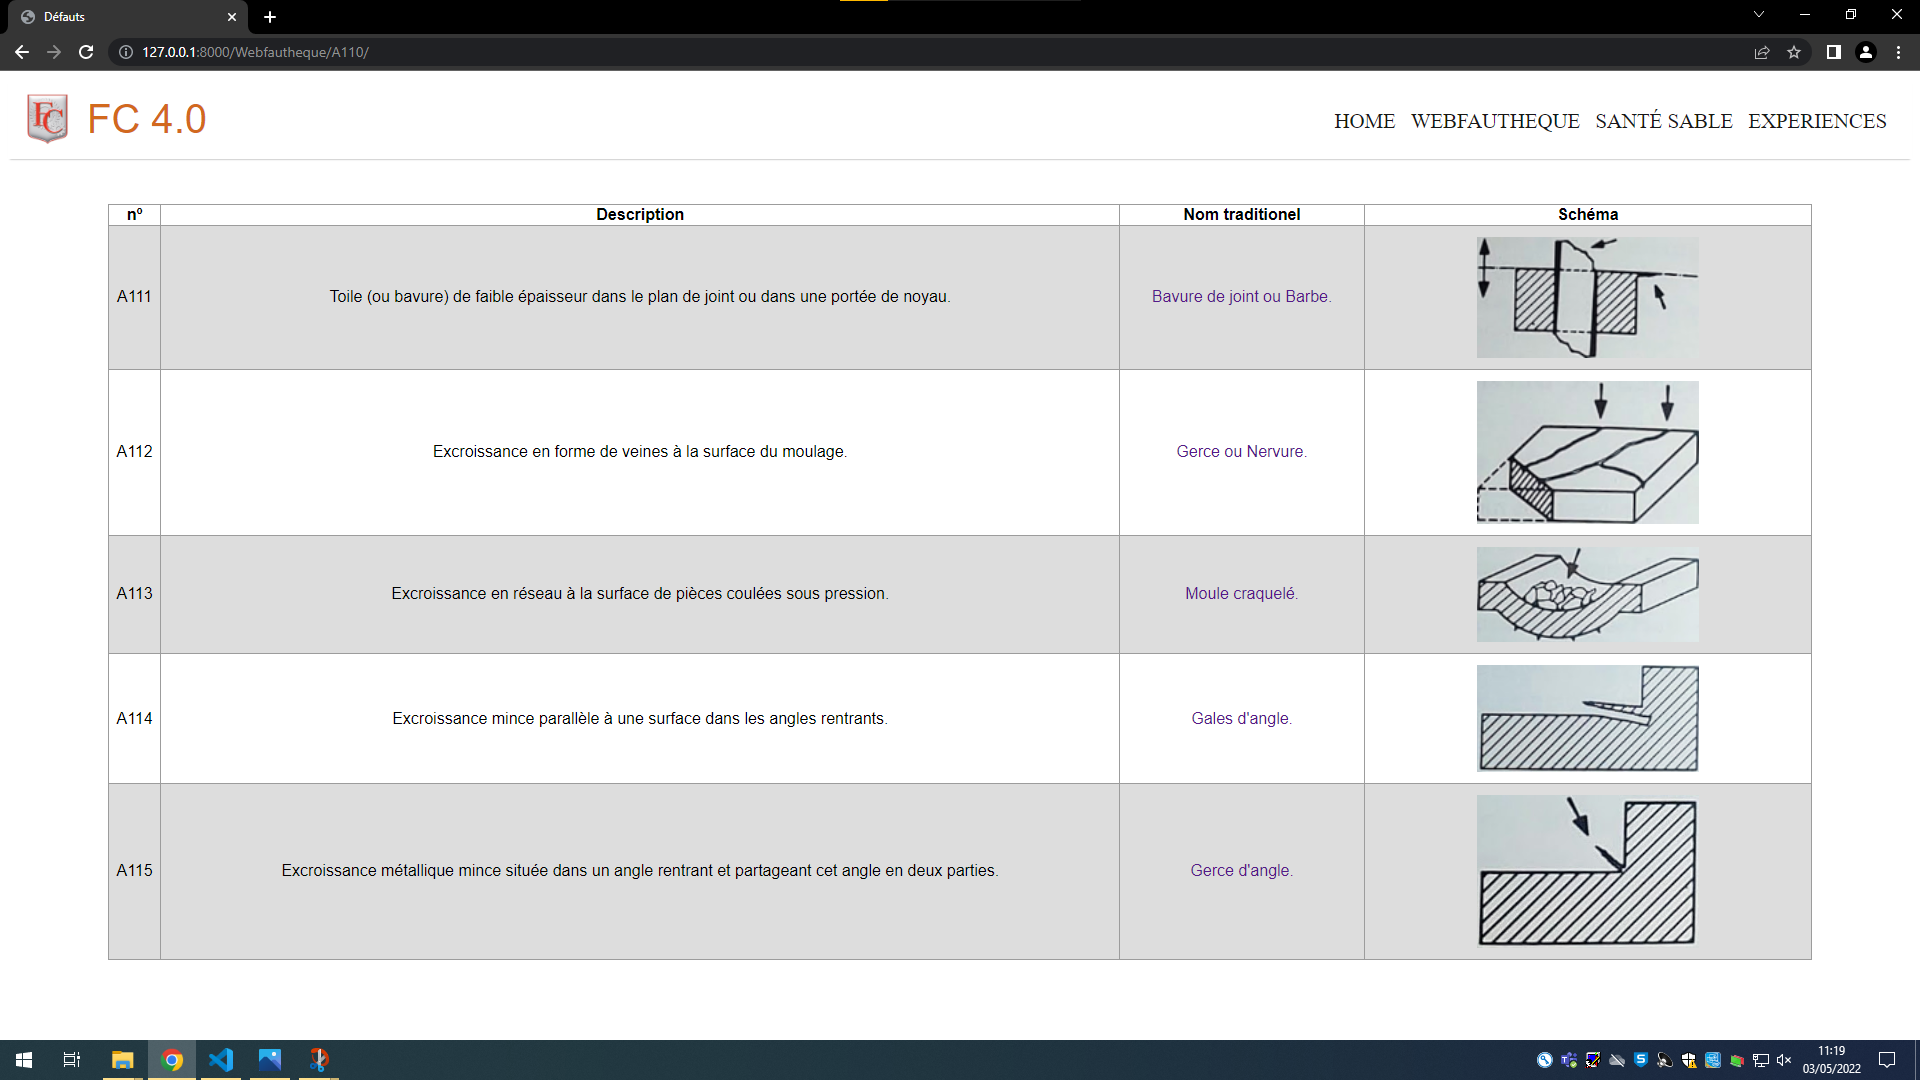 Défauts
127.0.0.1:8000/Webfautheque/A110/
FC FC 4.0
HOME WEBFAUTHEQUE SANTÉ SABLE EXPERIENCES
nº Description Nom traditionel Schéma
A111 Toile (ou bavure) de faible épaisseur dans le plan de joint ou dans une portée de noyau. Bavure de joint ou Barbe.
A112 Excroissance en forme de veines à la surface du moulage. Gerce ou Nervure.
A113 Excroissance en réseau à la surface de pièces coulées sous pression. Moule craquelé.
A114 Excroissance mince parallèle à une surface dans les angles rentrants. Gales d'angle.
A115 Excroissance métallique mince située dans un angle rentrant et partageant cet angle en deux parties. Gerce d'angle.
11:19
03/05/2022